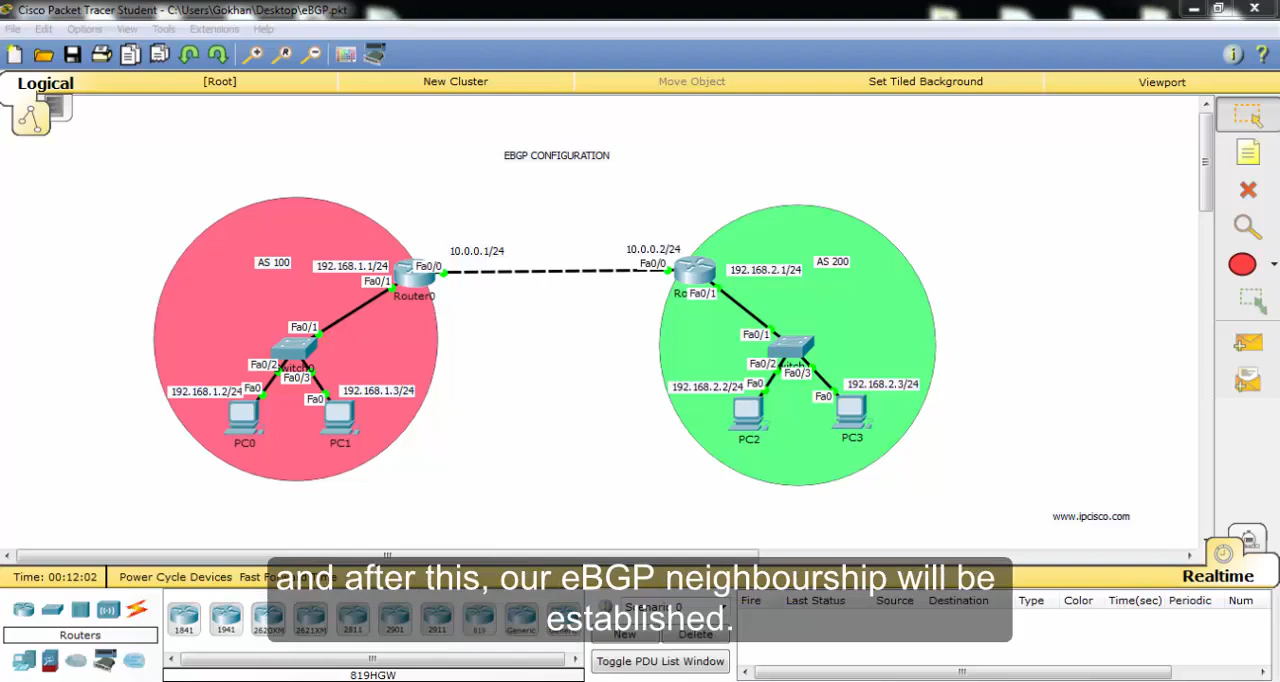 Cisco Packet Tracer Student - C:\Users\Gokhan\Desktop\eBGP.pkt
File Edit Options View Tools Extensions Help
Logical
[Root]
New Cluster
Move Object
Set Tiled Background
Viewport
EBGP CONFIGURATION
10.0.0.1/24
10.0.0.2/24
AS 100
192.168.1.1/24
Fa0/0
Fa0/1
Router0
Fa0/1
Fa0/2
Fa0/3
192.168.1.2/24
Fa0
192.168.1.3/24
Fa0
PC0
PC1
Fa0/0
192.168.2.1/24
AS 200
Fa0/1
Fa0/1
Fa0/2
Fa0/3
192.168.2.2/24
Fa0
192.168.2.3/24
Fa0
PC2
PC3
www.ipcisco.com
and after this, our eBGP neighbourship will be
established.
Time: 00:12:02
Power Cycle Devices
Realtime
Routers
1841
1941
2620XM
2621XM
2811
2901
2911
819
Generic
Scenario 0
New
Delete
Toggle PDU List Window
Fire
Last Status
Source
Destination
Type
Color
Time(sec)
Periodic
Num
819HGW